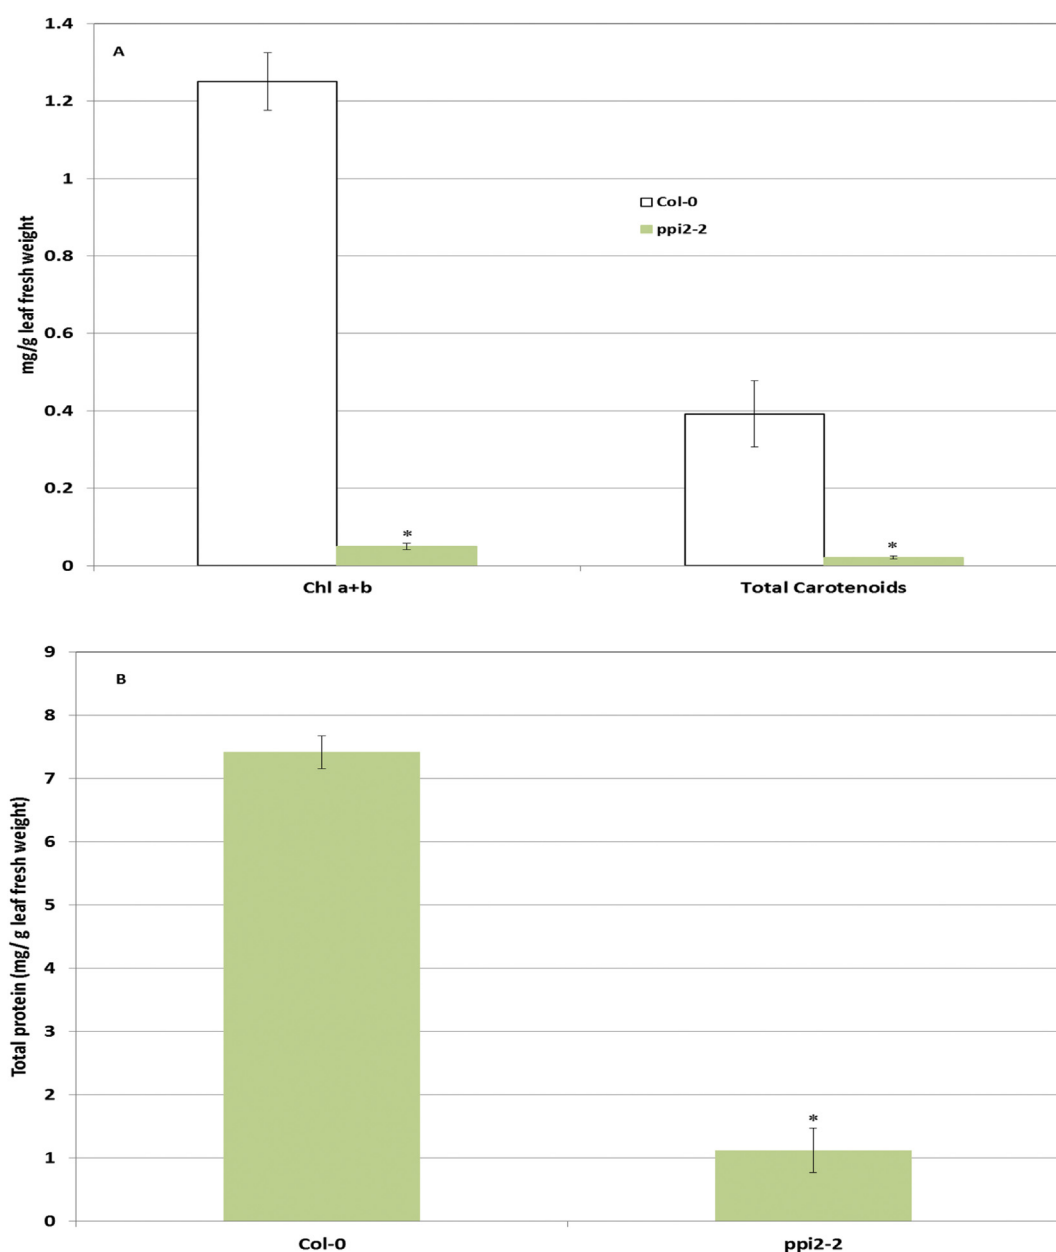 A
1.4
1.2
1
0.8
0.6
0.4
0.2
0
mg/g leaf fresh weight
Col-0
ppi2-2
*
*
Chl a+b
Total Carotenoids
B
9
8
7
6
5
4
3
2
1
0
Total protein (mg/ g leaf fresh weight)
*
Col-0
ppi2-2